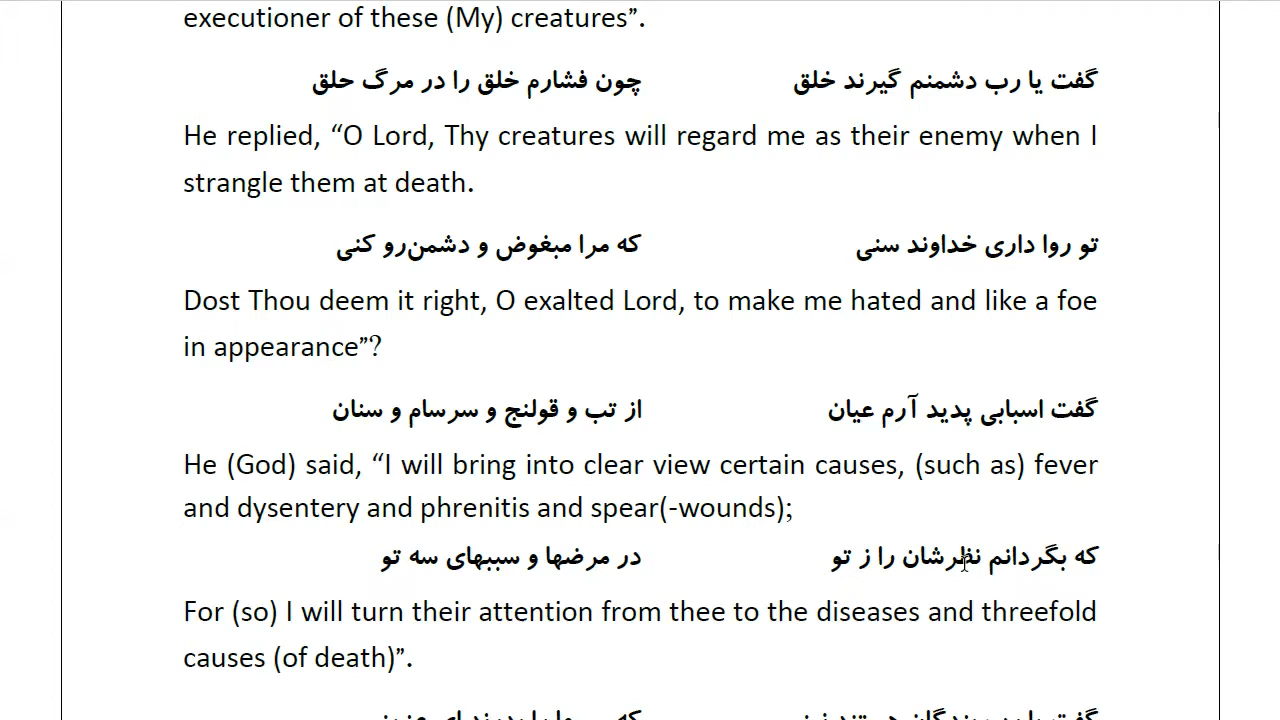 executioner of these (My) creatures”.
گفت یا رب دشمنم گیرند خلق چون فشارم خلق را در مرگ حلق
He replied, “O Lord, Thy creatures will regard me as their enemy when I
strangle them at death.
تو روا داری خداوند سنی که مرا مبغوض و دشمن‌رو کنی
Dost Thou deem it right, O exalted Lord, to make me hated and like a foe
in appearance”?
گفت اسبابی پدید آرم عیان از تب و قولنج و سرسام و سنان
He (God) said, “I will bring into clear view certain causes, (such as) fever
and dysentery and phrenitis and spear(-wounds);
که بگردانم نظرشان را ز تو در مرضها و سببهای سه تو
For (so) I will turn their attention from thee to the diseases and threefold
causes (of death)”.